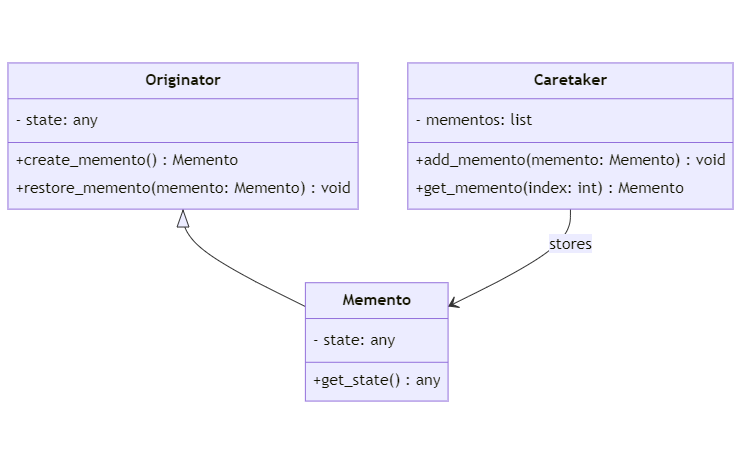 Originator
- state: any
+create_memento() : Memento
+restore_memento(memento: Memento) : void
Caretaker
- mementos: list
+add_memento(memento: Memento) : void
+get_memento(index: int) : Memento
stores
Memento
- state: any
+get_state() : any